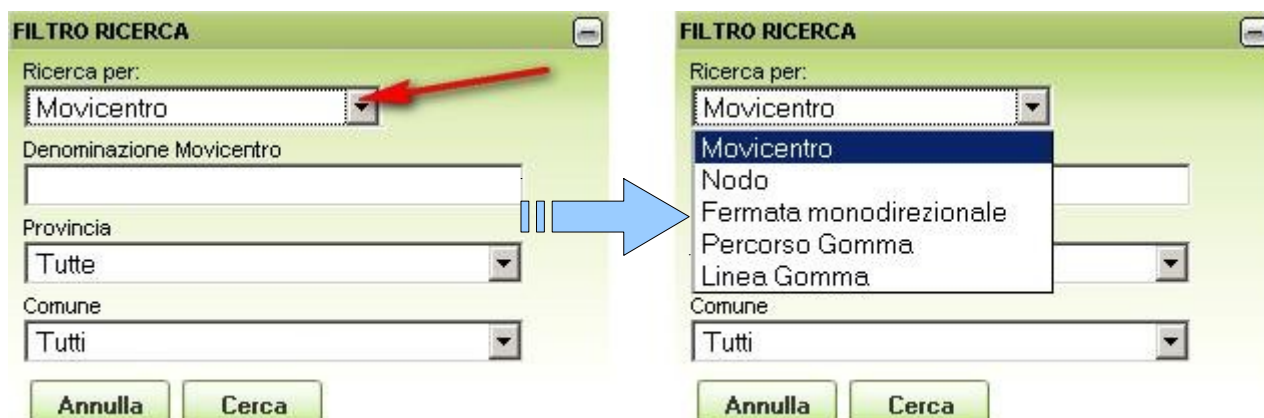 FILTRO RICERCA
Ricerca per:
Movicentro
Denominazione Movicentro
Provincia
Tutte
Comune
Tutti
Annulla Cerca
FILTRO RICERCA
Ricerca per:
Movicentro
Movicentro
Nodo
Fermata monodirezionale
Percorso Gomma
Linea Gomma
Comune
Tutti
Annulla Cerca